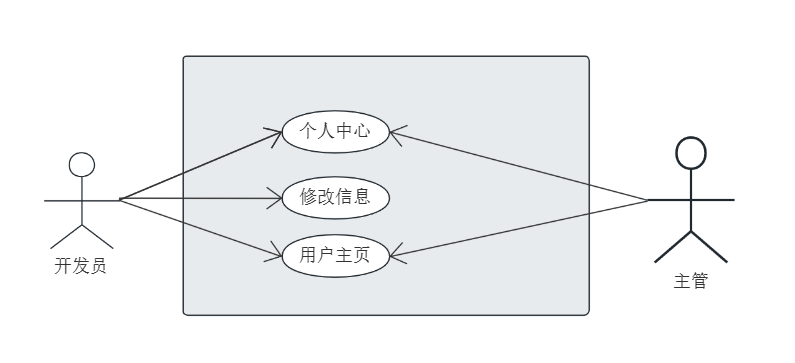 个人中心
修改信息
用户主页
开发员
主管